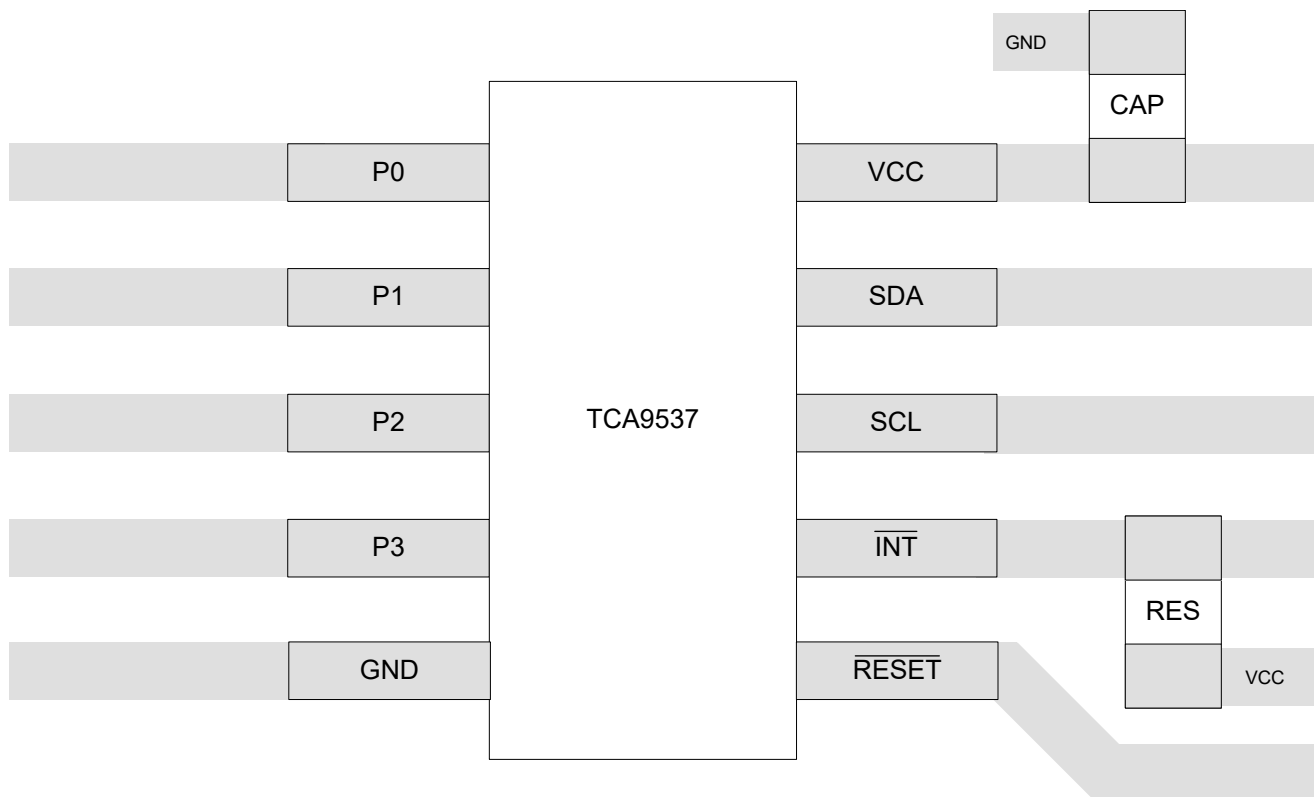 GND
CAP
P0
VCC
P1
SDA
P2
TCA9537
SCL
P3
INT
RES
GND
RESET
VCC